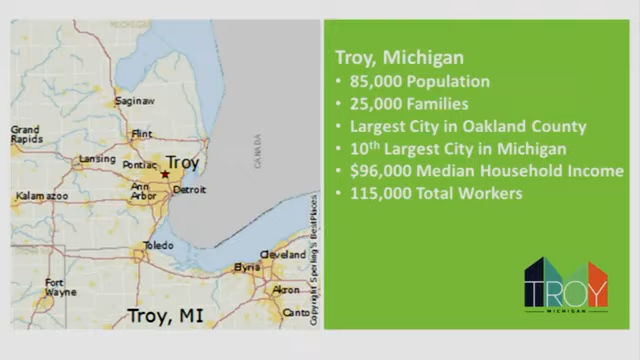 MICHIGAN
Saginaw
Grand
Rapids
Flint
Lansing
Pontiac
Troy
CANADA
Ann
Arbor
Detroit
Kalamazoo
Toledo
Cleveland
Elyria
Fort
Wayne
Akron
Canto
Troy, MI
Copyright Sperling's BestPlaces
Troy, Michigan
• 85,000 Population
• 25,000 Families
• Largest City in Oakland County
• 10th Largest City in Michigan
• $96,000 Median Household Income
• 115,000 Total Workers
TROY
MICHIGAN